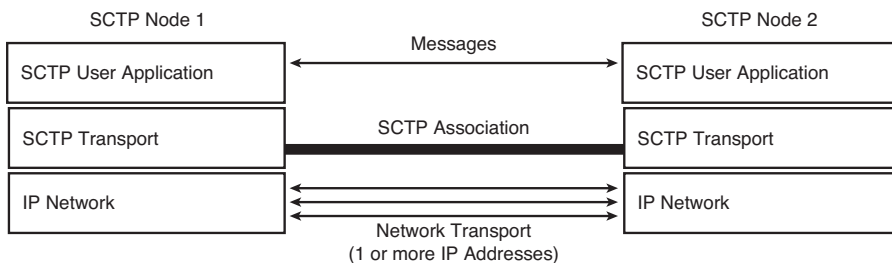 SCTP Node 1
SCTP Node 2
Messages
SCTP User Application
SCTP User Application
SCTP Association
SCTP Transport
SCTP Transport
IP Network
IP Network
Network Transport
(1 or more IP Addresses)